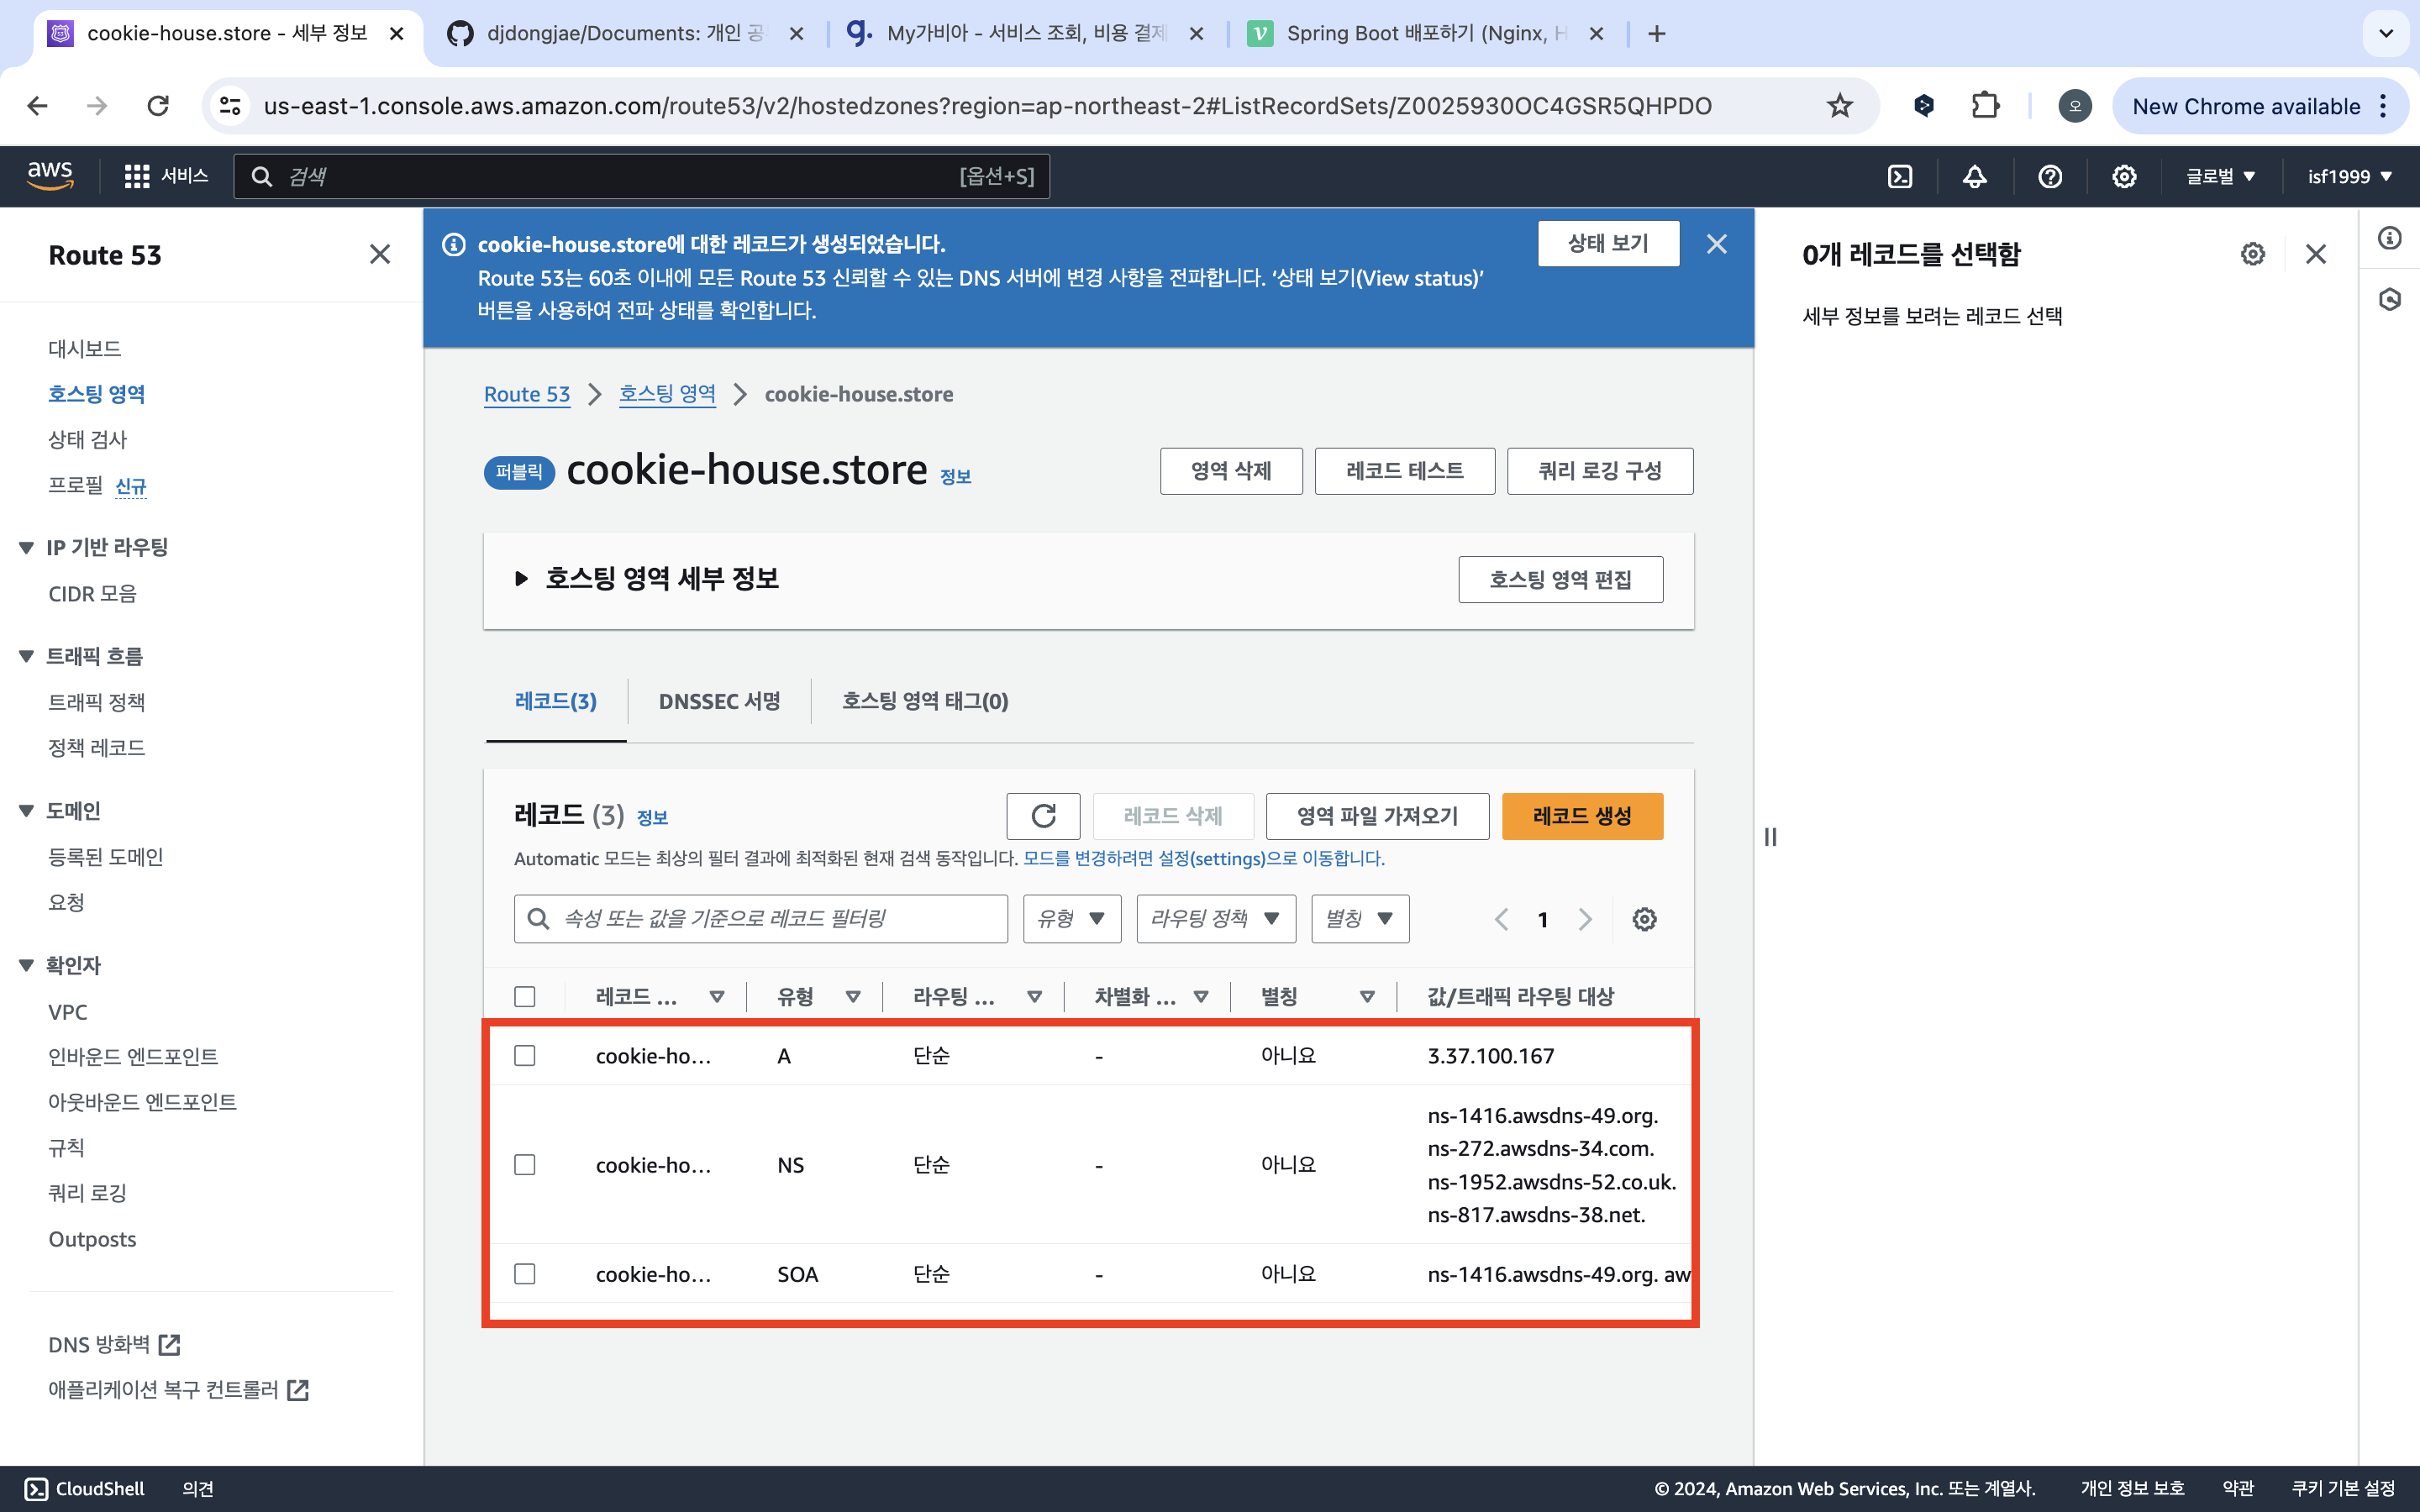 cookie-house.store - 세부 정보
djdongjae/Documents: 개인 공
My가비아 - 서비스 조회, 비용 결제
Spring Boot 배포하기 (Nginx, H
us-east-1.console.aws.amazon.com/route53/v2/hostedzones?region=ap-northeast-2#ListRecordSets/Z0025930OC4GSR5QHPDO
오
New Chrome available
aws
서비스
검색
[옵션+S]
글로벌
isf1999
Route 53
대시보드
호스팅 영역
상태 검사
프로필 신규
IP 기반 라우팅
CIDR 모음
트래픽 흐름
트래픽 정책
정책 레코드
도메인
등록된 도메인
요청
확인자
VPC
인바운드 엔드포인트
아웃바운드 엔드포인트
규칙
쿼리 로깅
Outposts
DNS 방화벽
애플리케이션 복구 컨트롤러
cookie-house.store에 대한 레코드가 생성되었습니다.
Route 53는 60초 이내에 모든 Route 53 신뢰할 수 있는 DNS 서버에 변경 사항을 전파합니다. ‘상태 보기(View status)’
버튼을 사용하여 전파 상태를 확인합니다.
상태 보기
Route 53
호스팅 영역
cookie-house.store
퍼블릭 cookie-house.store 정보
영역 삭제
레코드 테스트
쿼리 로깅 구성
호스팅 영역 세부 정보
호스팅 영역 편집
레코드(3)
DNSSEC 서명
호스팅 영역 태그(0)
레코드 (3) 정보
레코드 삭제
영역 파일 가져오기
레코드 생성
Automatic 모드는 최상의 필터 결과에 최적화된 현재 검색 동작입니다. 모드를 변경하려면 설정(settings)으로 이동합니다.
속성 또는 값을 기준으로 레코드 필터링
유형
라우팅 정책
별칭
1
레코드 ... 유형 라우팅 ... 차별화 ... 별칭 값/트래픽 라우팅 대상
cookie-ho... A 단순 - 아니요 3.37.100.167
cookie-ho... NS 단순 - 아니요
ns-1416.awsdns-49.org.
ns-272.awsdns-34.com.
ns-1952.awsdns-52.co.uk.
ns-817.awsdns-38.net.
cookie-ho... SOA 단순 - 아니요 ns-1416.awsdns-49.org. aw
0개 레코드를 선택함
세부 정보를 보려는 레코드 선택
CloudShell
의견
© 2024, Amazon Web Services, Inc. 또는 계열사.
개인 정보 보호
약관
쿠키 기본 설정